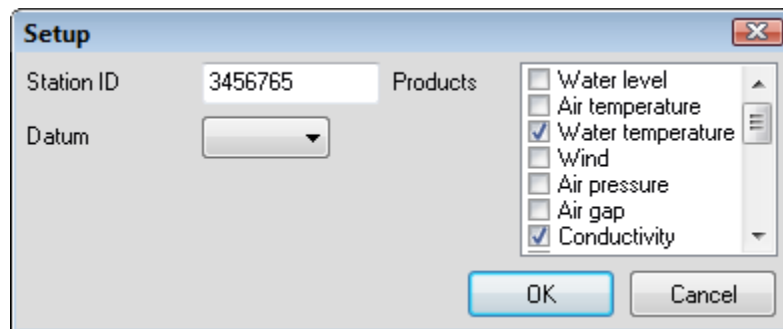 Setup
Station ID
3456765
Products
Datum
Water level
Air temperature
Water temperature
Wind
Air pressure
Air gap
Conductivity
OK
Cancel